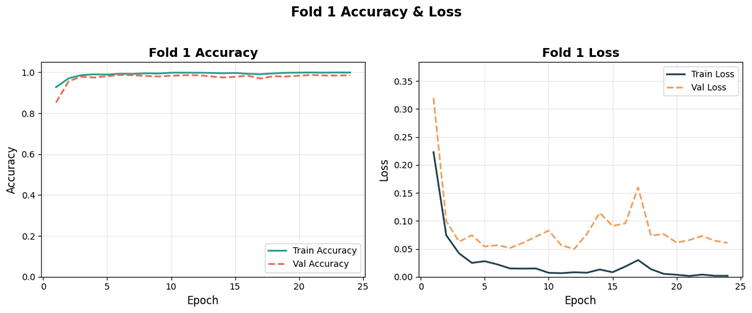 Fold 1 Accuracy & Loss
Fold 1 Accuracy
1.0
0.8
0.6
0.4
0.2
0.0
Accuracy
0
5
10
15
20
25
Epoch
Train Accuracy
Val Accuracy
Fold 1 Loss
0.35
0.30
0.25
0.20
0.15
0.10
0.05
0.00
Loss
0
5
10
15
20
25
Epoch
Train Loss
Val Loss